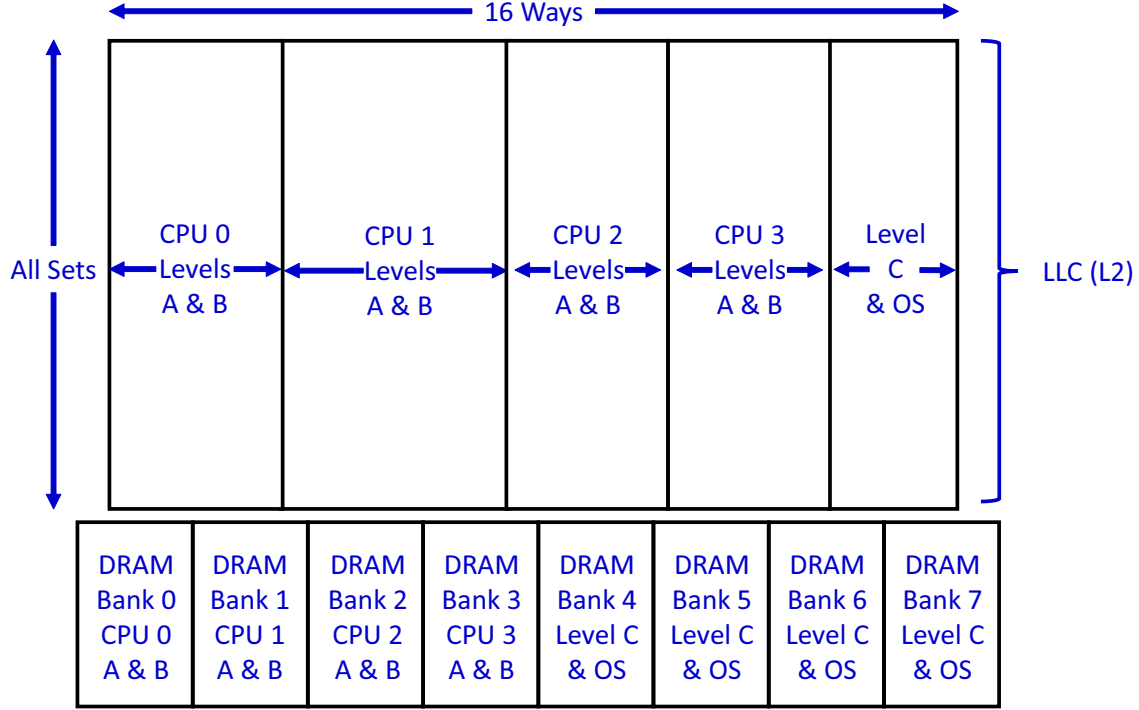 16 Ways
All Sets
CPU 0
Levels
A & B
CPU 1
Levels
A & B
CPU 2
Levels
A & B
CPU 3
Levels
A & B
Level
C
& OS
LLC (L2)
DRAM
Bank 0
CPU 0
A & B
DRAM
Bank 1
CPU 1
A & B
DRAM
Bank 2
CPU 2
A & B
DRAM
Bank 3
CPU 3
A & B
DRAM
Bank 4
Level C
& OS
DRAM
Bank 5
Level C
& OS
DRAM
Bank 6
Level C
& OS
DRAM
Bank 7
Level C
& OS